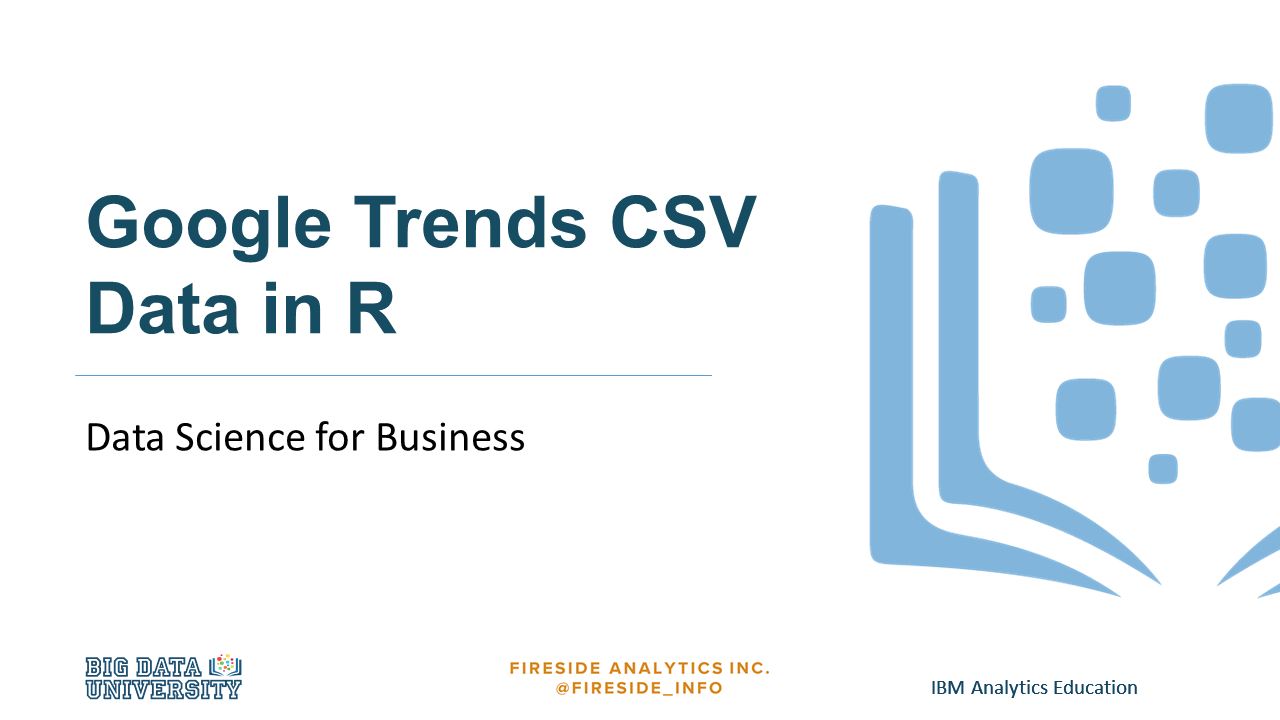 Google Trends CSV
Data in R
Data Science for Business
BIG DATA
UNIVERSITY
FIRESIDE ANALYTICS INC.
@FIRESIDE_INFO
IBM Analytics Education